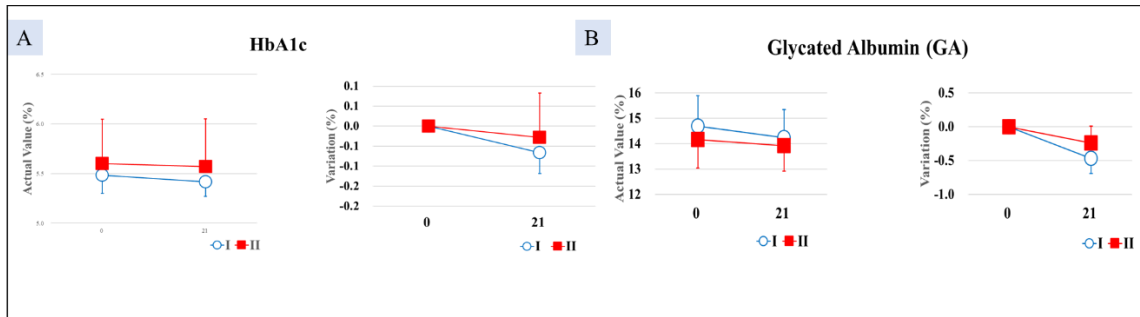 A
HbA1c
Actual Value (%)
6.5
6.0
5.5
5.0
0
21
I
II
Variation (%)
0.1
0.1
0.0
-0.1
-0.1
-0.2
-0.2
0
21
I
II
B
Glycated Albumin (GA)
Actual Value (%)
16
15
14
13
12
0
21
I
II
Variation (%)
0.5
0.0
-0.5
-1.0
0
21
I
II